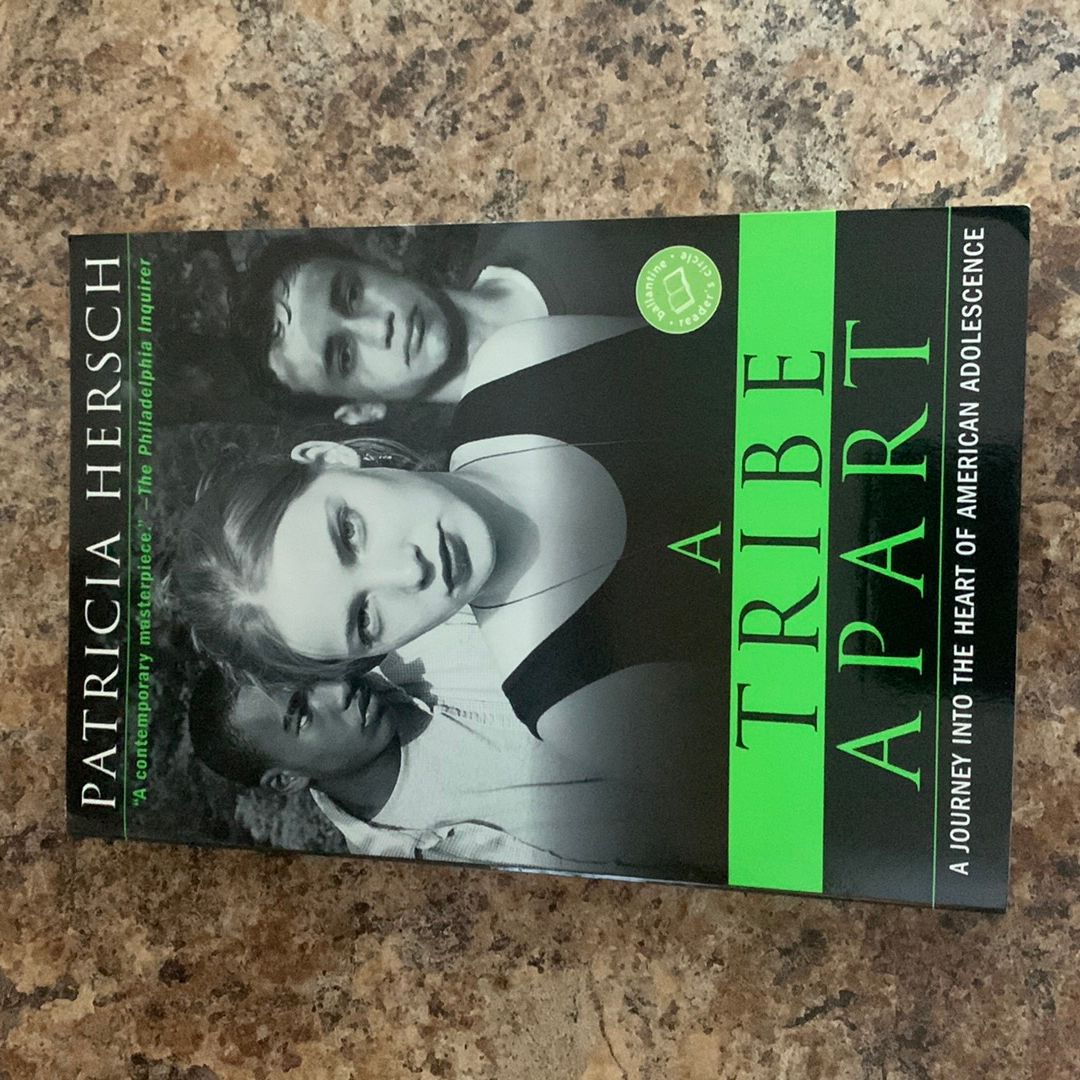 PATRICIA HERSCH
"A contemporary masterpiece." —The Philadelphia Inquirer
ballantine • reader's circle •
A
TRIBE
APART
A JOURNEY INTO THE HEART OF AMERICAN ADOLESCENCE